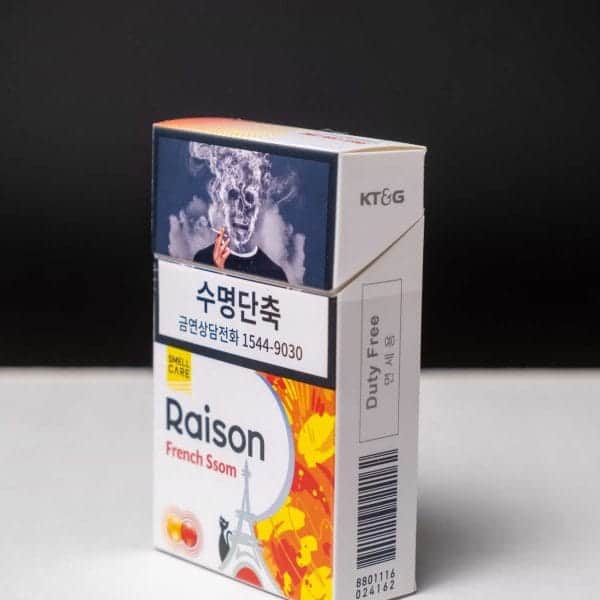 KT&G
수명단축
금연상담전화 1544-9030
SMELL
CARE
Raison
French Ssom
Duty Free
면세용
8801116
024162